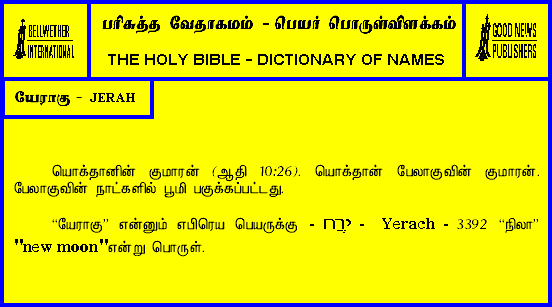 BELLWETHER
INTERNATIONAL
பரிசுத்த வேதாகமம் - பெயர் பொருள்விளக்கம்
THE HOLY BIBLE - DICTIONARY OF NAMES
GOOD NEWS
PUBLISHERS
யேராகு - JERAH
யொக்தானின் குமாரன் (ஆதி 10:26). யொக்தான் பேலாகுவின் குமாரன்.
பேலாகுவின் நாட்களில் பூமி பகுக்கப்பட்டது.
“யேராகு” என்னும் எபிரெய பெயருக்கு - יֶרַח - Yerach - 3392 “நிலா”
"new moon" என்று பொருள்.